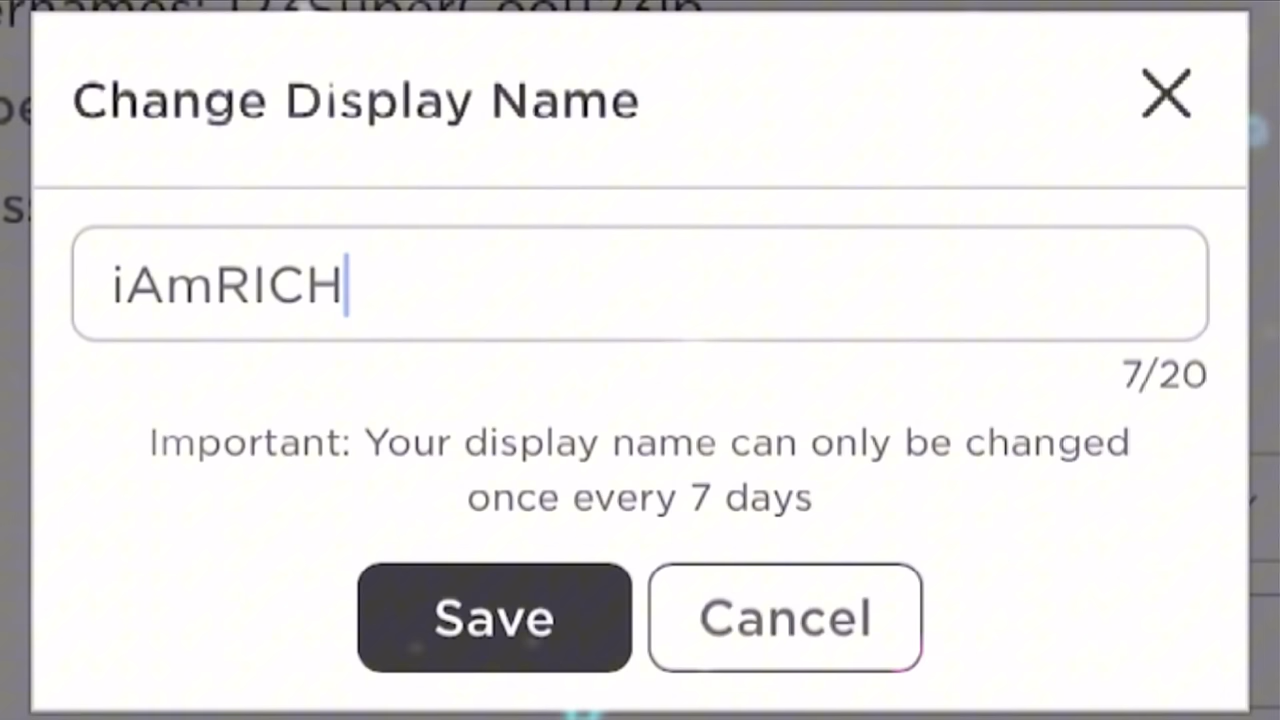 Change Display Name
iAmRICH
7/20
Important: Your display name can only be changed
once every 7 days
Save
Cancel